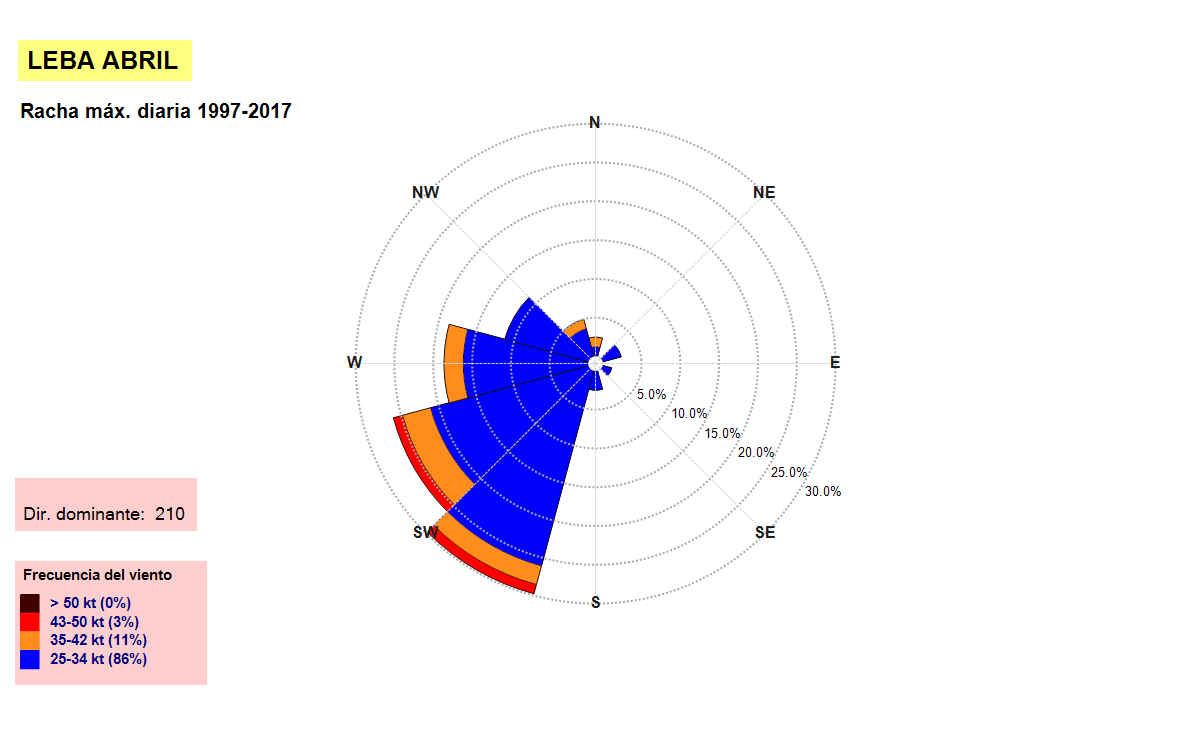 LEBA ABRIL
Racha máx. diaria 1997-2017
N
NW
NE
W
E
5.0%
10.0%
15.0%
20.0%
25.0%
30.0%
SW
SE
S
Dir. dominante: 210
Frecuencia del viento
> 50 kt (0%)
43-50 kt (3%)
35-42 kt (11%)
25-34 kt (86%)